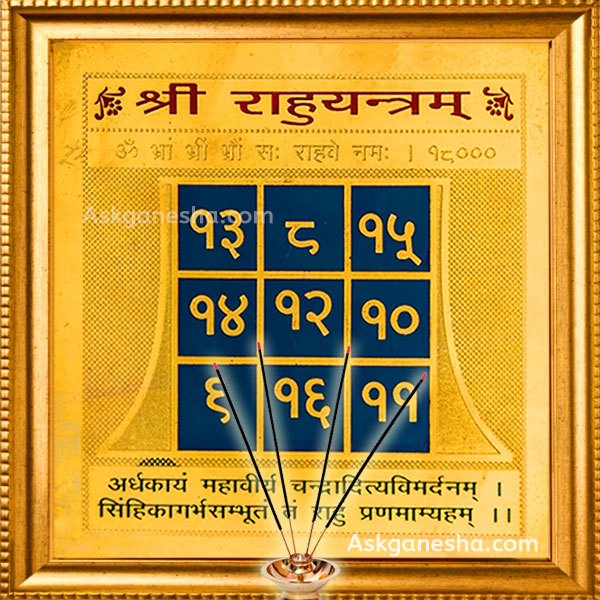 श्री राहुयन्त्रम्
ॐ भ्रां भ्रीं भ्रौं सः राहवे नमः । १८०००
Askganesha.com
१३ ८ १५
१४ १२ १०
९ १६ ११
अर्धकायं महावीर्य चन्द्रादित्यविमर्दनम् ।
सिंहिकागर्भसम्भूत तं राहु प्रणमाम्यहम् ।।
Askganesha.com